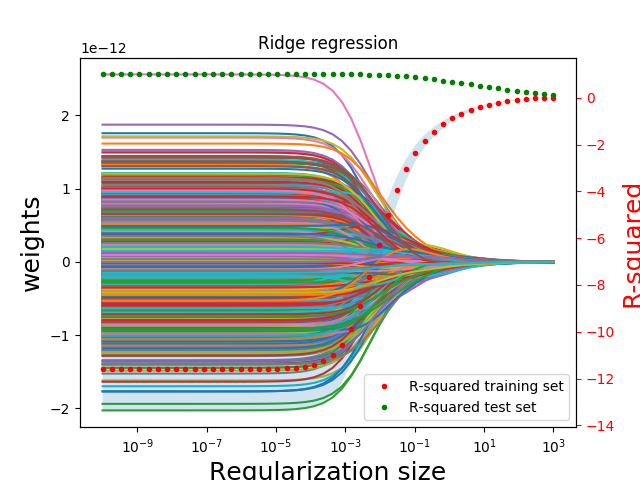 Ridge regression
1e−12
2
1
0
−1
−2
weights
0
−2
−4
−6
−8
−10
−12
−14
R-squared
R-squared training set
R-squared test set
10⁻⁹
10⁻⁷
10⁻⁵
10⁻³
10⁻¹
10¹
10³
Regularization size